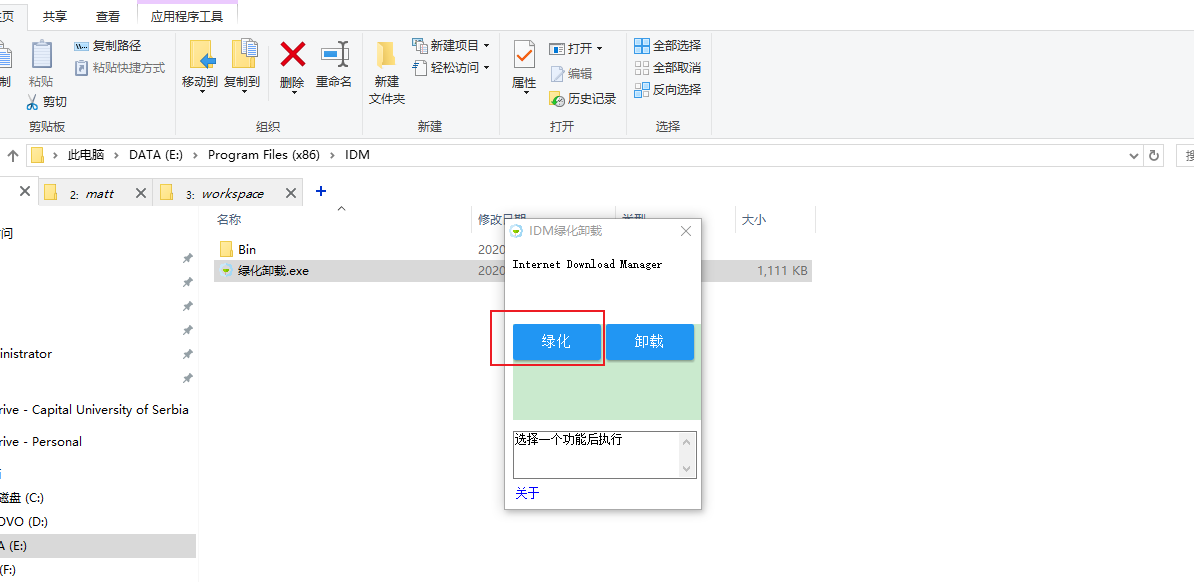 主页 共享 查看 应用程序工具
粘贴
剪切
复制路径
粘贴快捷方式
剪贴板
移动到 复制到 删除 重命名
组织
新建
文件夹
新建项目
轻松访问
新建
属性
打开
编辑
历史记录
打开
全部选择
全部取消
反向选择
选择
此电脑 > DATA (E:) > Program Files (x86) > IDM
2: matt 3: workspace
名称 修改日期 类型 大小
Bin 2020
绿化卸载.exe 2020 1,111 KB
问
inistrator
rive - Capital University of Serbia
rive - Personal
磁盘 (C:)
OVO (D:)
A (E:)
(F:)
IDM绿化卸载
Internet Download Manager
绿化 卸载
选择一个功能后执行
关于